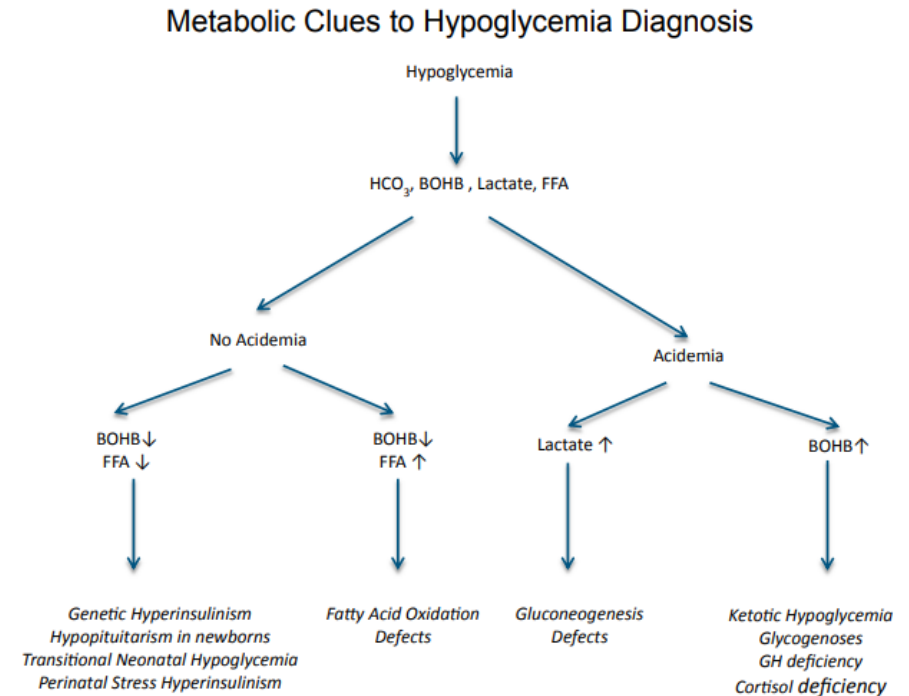 Metabolic Clues to Hypoglycemia Diagnosis
Hypoglycemia
HCO₃, BOHB , Lactate, FFA
No Acidemia
Acidemia
BOHB↓
FFA ↓
BOHB↓
FFA ↑
Lactate ↑
BOHB↑
Genetic Hyperinsulinism
Hypopituitarism in newborns
Transitional Neonatal Hypoglycemia
Perinatal Stress Hyperinsulinism
Fatty Acid Oxidation
Defects
Gluconeogenesis
Defects
Ketotic Hypoglycemia
Glycogenoses
GH deficiency
Cortisol deficiency